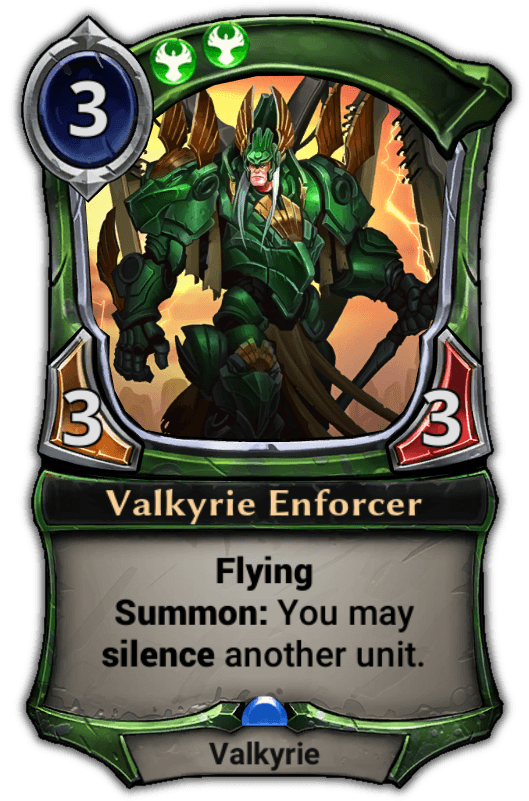 3
3
3
Valkyrie Enforcer
Flying
Summon: You may
silence another unit.
Valkyrie